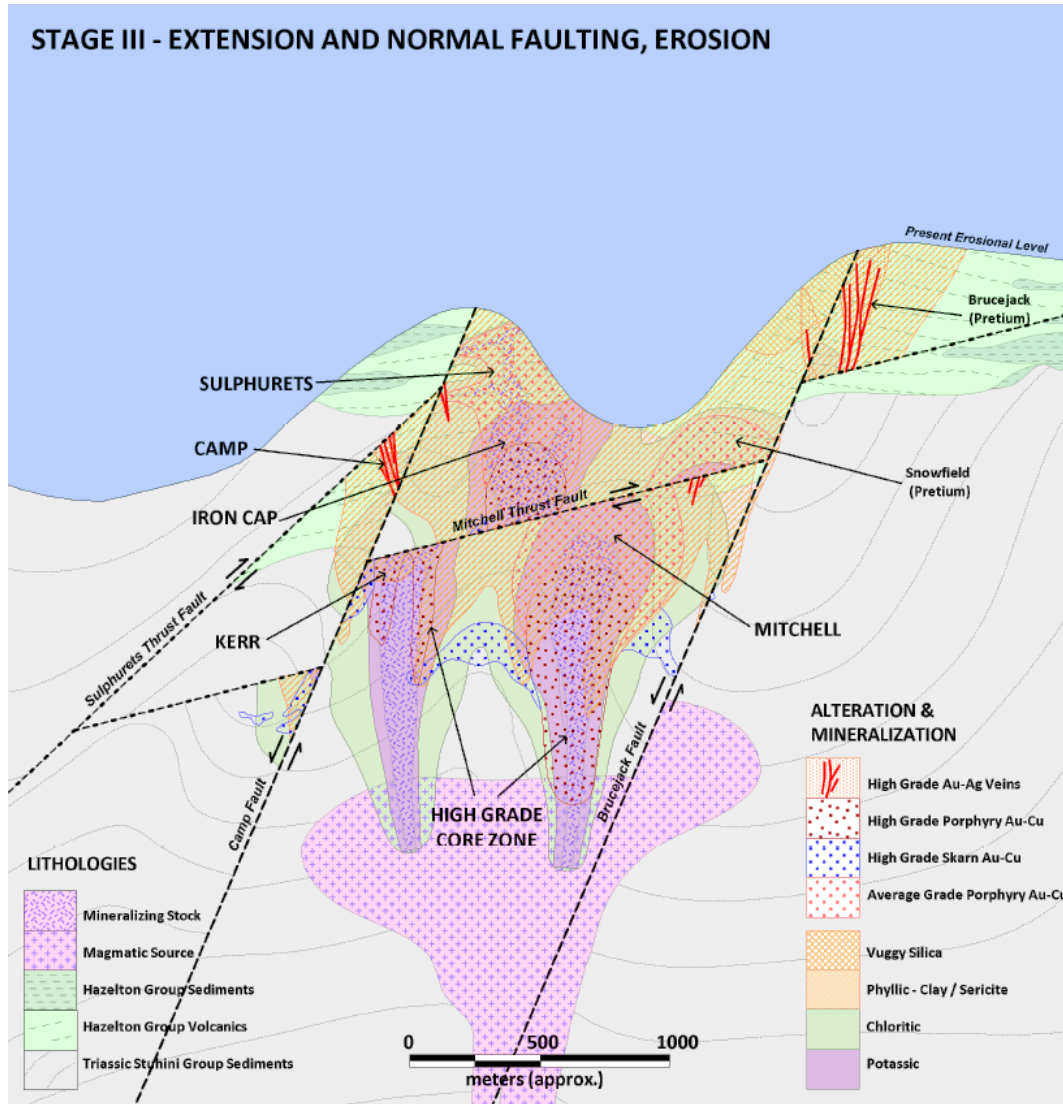 STAGE III - EXTENSION AND NORMAL FAULTING, EROSION
Present Erosional Level
Brucejack
(Pretium)
SULPHURETS
CAMP
Snowfield
(Pretium)
IRON CAP
Mitchell Thrust Fault
KERR
MITCHELL
Sulphurets Thrust Fault
Camp Fault
Brucejack Fault
HIGH GRADE
CORE ZONE
LITHOLOGIES
Mineralizing Stock
Magmatic Source
Hazelton Group Sediments
Hazelton Group Volcanics
Triassic Stuhini Group Sediments
0 500 1000
meters (approx.)
ALTERATION &
MINERALIZATION
High Grade Au-Ag Veins
High Grade Porphyry Au-Cu
High Grade Skarn Au-Cu
Average Grade Porphyry Au-Cu
Vuggy Silica
Phyllic - Clay / Sericite
Chloritic
Potassic